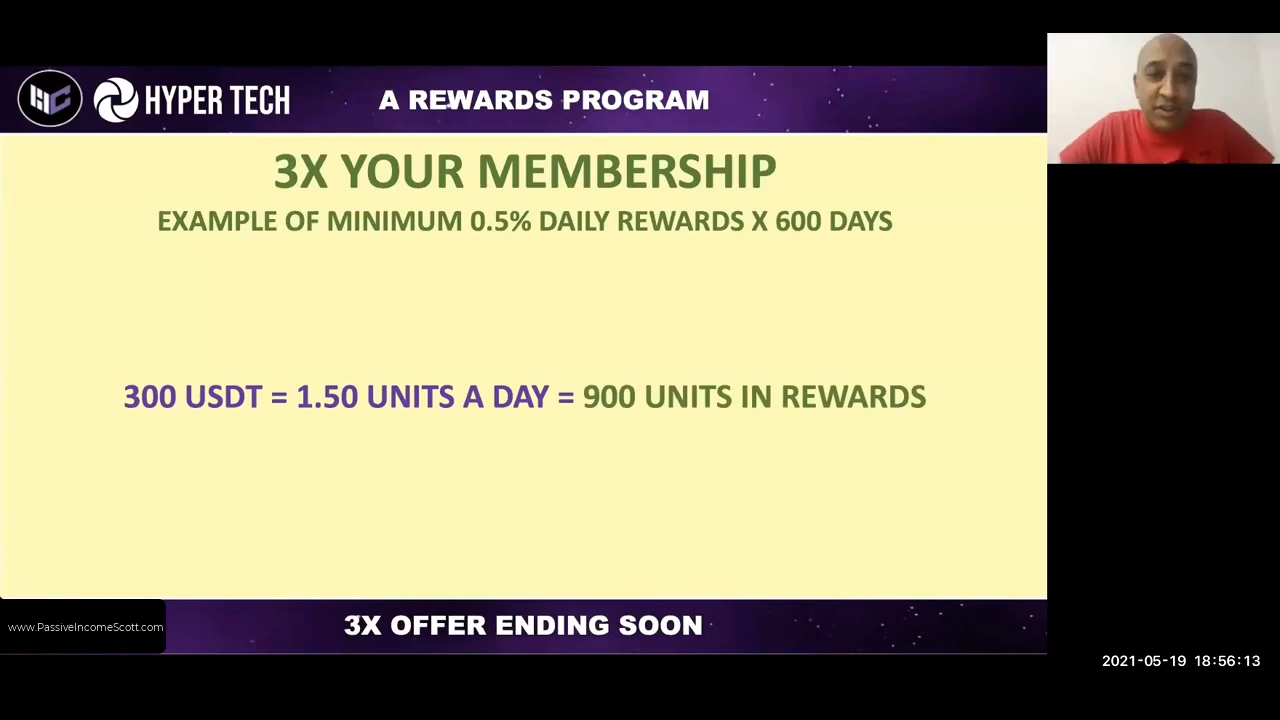 HYPER TECH
A REWARDS PROGRAM
3X YOUR MEMBERSHIP
EXAMPLE OF MINIMUM 0.5% DAILY REWARDS X 600 DAYS
300 USDT = 1.50 UNITS A DAY = 900 UNITS IN REWARDS
www.PassiveIncomeScott.com
3X OFFER ENDING SOON
2021-05-19 18:56:13